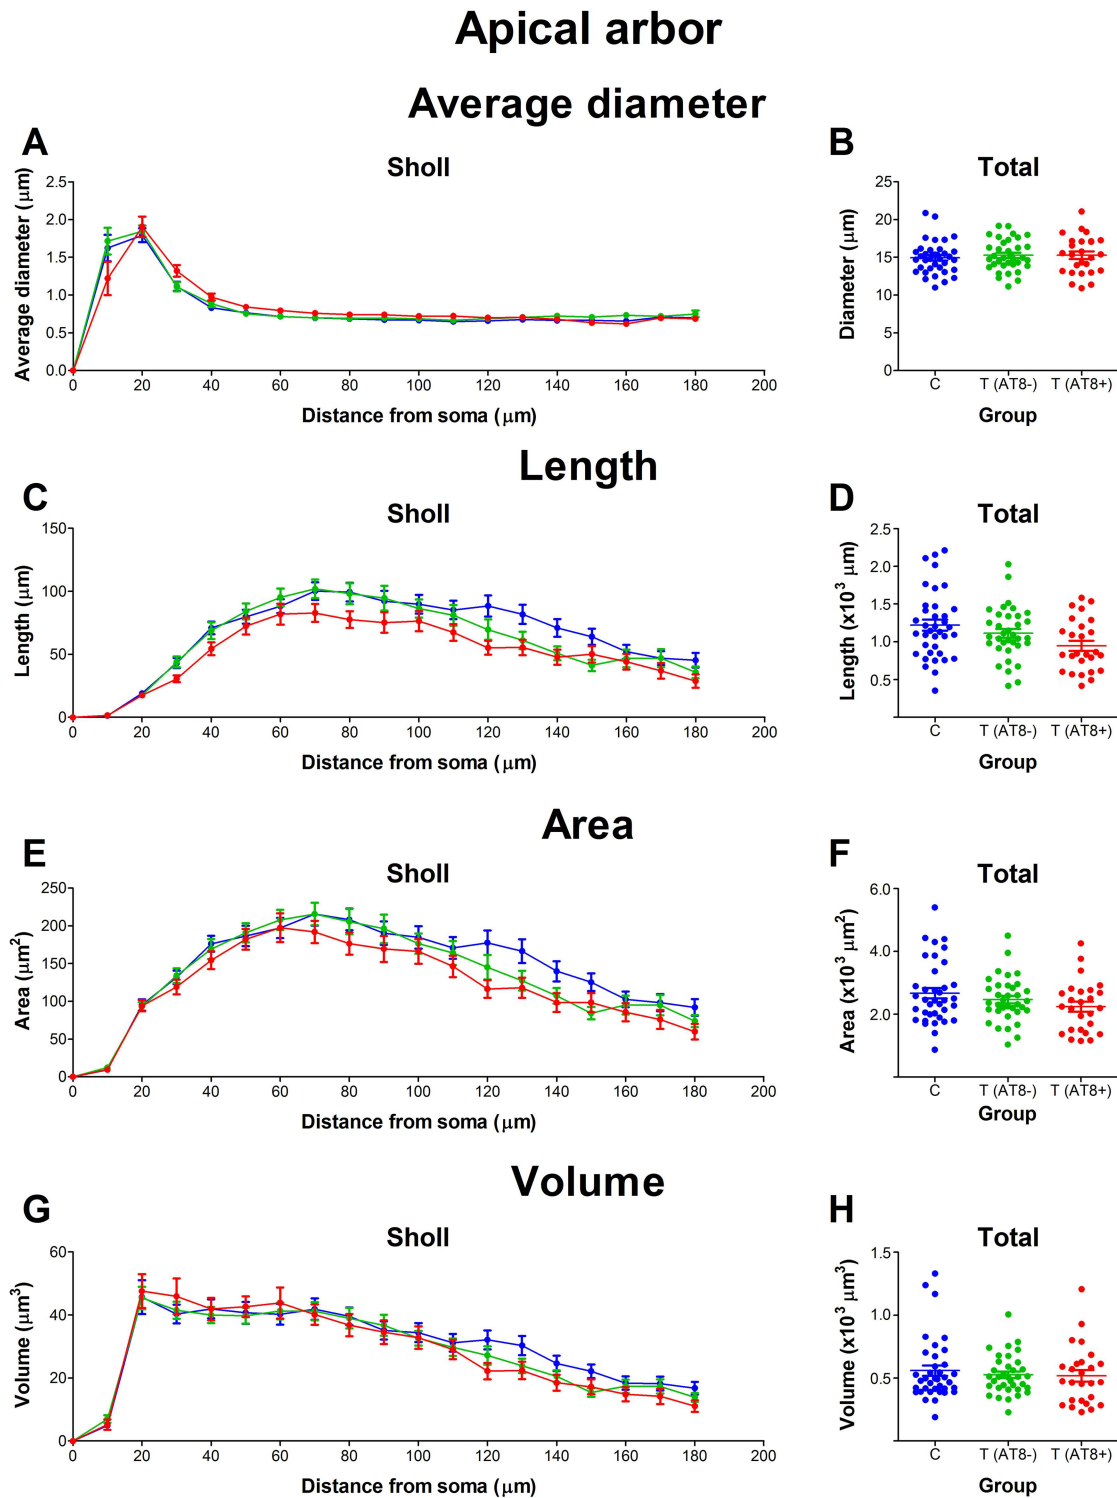 Apical arbor
Average diameter
A
Sholl
Average diameter (μm)
2.5
2.0
1.5
1.0
0.5
0.0
0 20 40 60 80 100 120 140 160 180 200
Distance from soma (μm)
B
Total
Diameter (μm)
25
20
15
10
5
0
C T (AT8-) T (AT8+)
Group
Length
C
Sholl
Length (μm)
150
100
50
0
0 20 40 60 80 100 120 140 160 180 200
Distance from soma (μm)
D
Total
Length (x10³ μm)
2.5
2.0
1.5
1.0
0.5
C T (AT8-) T (AT8+)
Group
Area
E
Sholl
Area (μm²)
250
200
150
100
50
0
0 20 40 60 80 100 120 140 160 180 200
Distance from soma (μm)
F
Total
Area (x10³ μm²)
6.0
4.0
2.0
C T (AT8-) T (AT8+)
Group
Volume
G
Sholl
Volume (μm³)
60
40
20
0
0 20 40 60 80 100 120 140 160 180 200
Distance from soma (μm)
H
Total
Volume (x10³ μm³)
1.5
1.0
0.5
C T (AT8-) T (AT8+)
Group